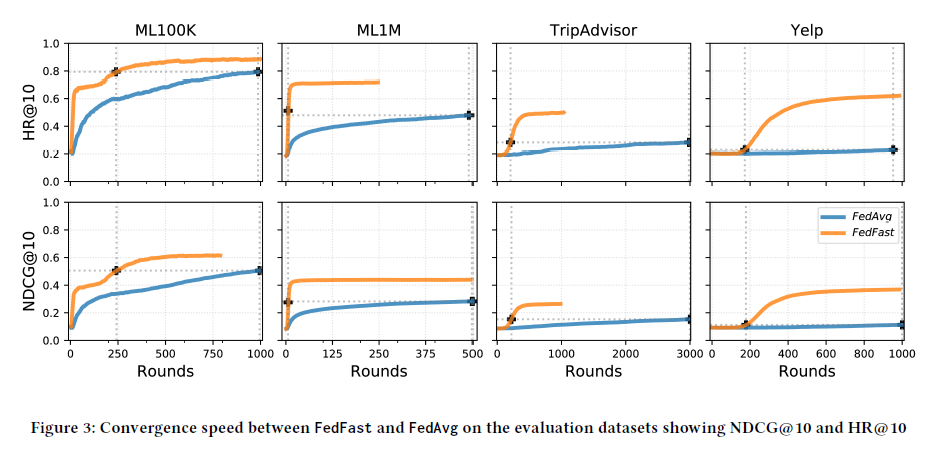 ML100K ML1M TripAdvisor Yelp
HR@10
1.0
0.8
0.6
0.4
0.2
0.0
NDCG@10
1.0
0.8
0.6
0.4
0.2
0.0
FedAvg
FedFast
0 250 500 750 1000 0 125 250 375 500 0 1000 2000 3000 0 200 400 600 800 1000
Rounds Rounds Rounds Rounds
Figure 3: Convergence speed between FedFast and FedAvg on the evaluation datasets showing NDCG@10 and HR@10